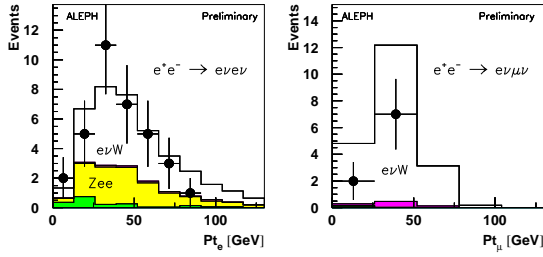 ALEPH Preliminary
Events
14
12
10
8
6
4
2
0
e⁺e⁻ → eνeν
eνW
Zee
0 50 100
Pt_e [GeV]
ALEPH Preliminary
Events
14
12
10
8
6
4
2
0
e⁺e⁻ → eνμν
eνW
0 50 100
Pt_μ [GeV]